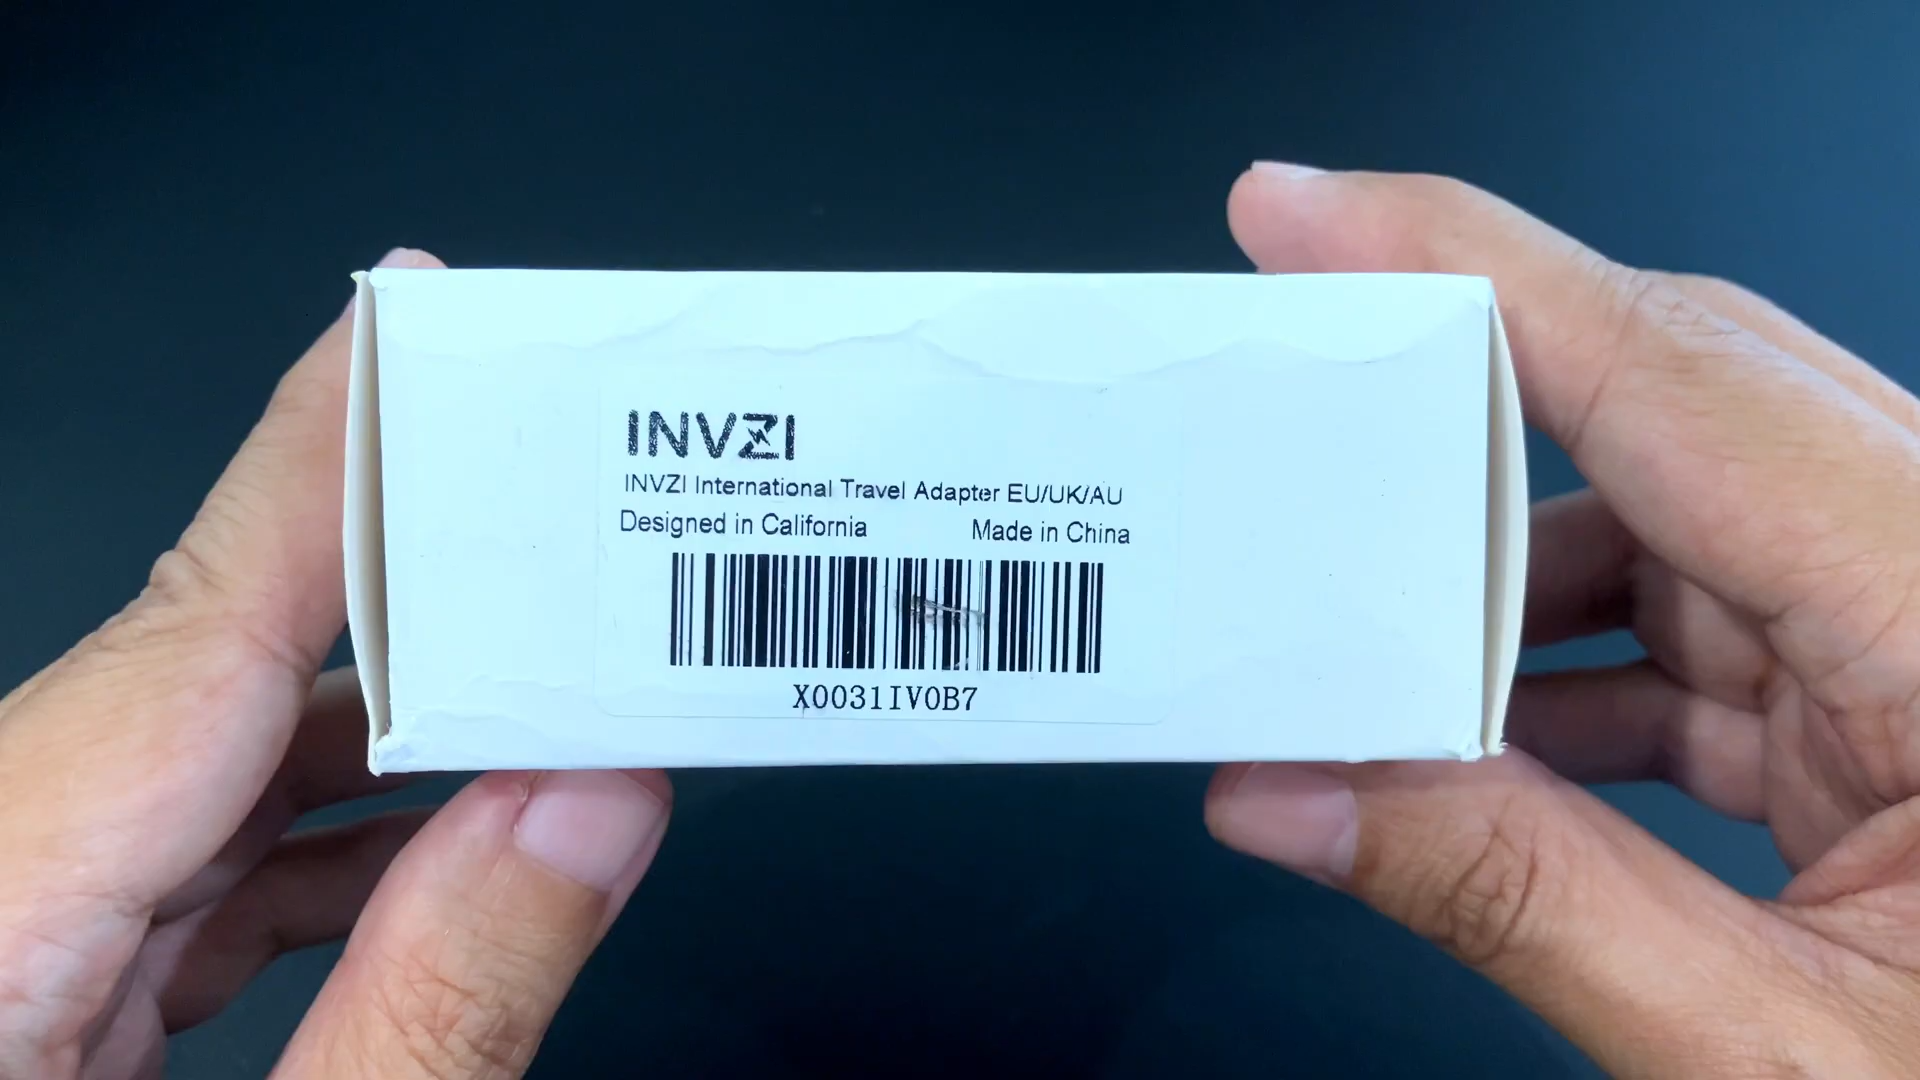 INVZI
INVZI International Travel Adapter EU/UK/AU
Designed in California Made in China
X0031IV0B7